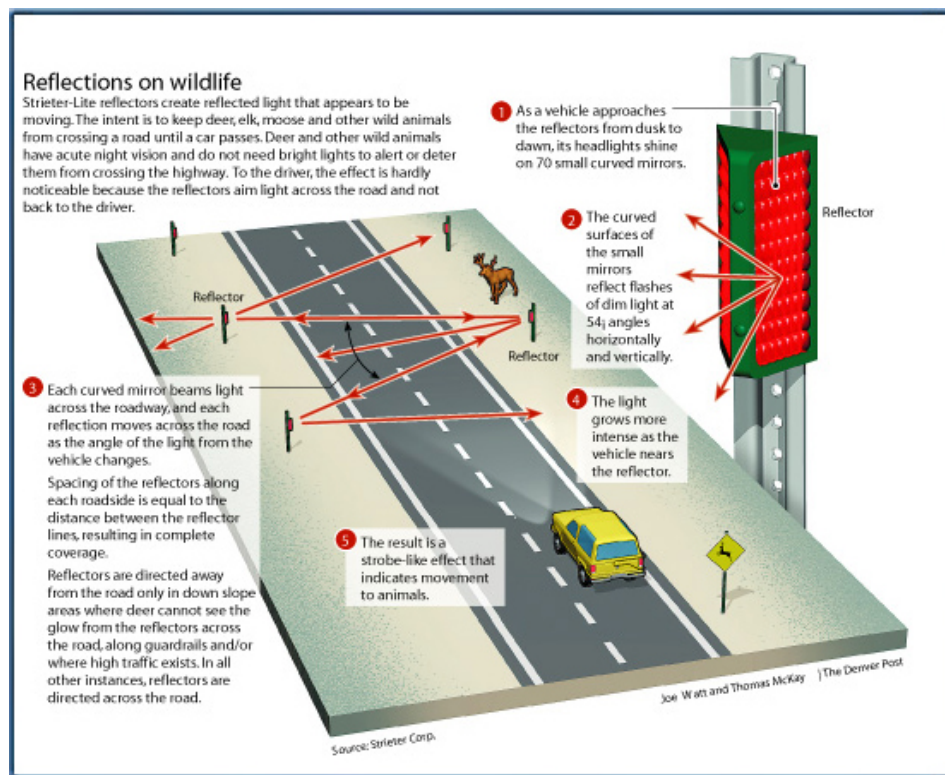 Reflections on wildlife
Strieter-Lite reflectors create reflected light that appears to be
moving. The intent is to keep deer, elk, moose and other wild animals
from crossing a road until a car passes. Deer and other wild animals
have acute night vision and do not need bright lights to alert or deter
them from crossing the highway. To the driver, the effect is hardly
noticeable because the reflectors aim light across the road and not
back to the driver.
1 As a vehicle approaches
the reflectors from dusk to
dawn, its headlights shine
on 70 small curved mirrors.
Reflector
2 The curved
surfaces of
the small
mirrors
reflect flashes
of dim light at
54¡ angles
horizontally
and vertically.
Reflector
Reflector
3 Each curved mirror beams light
across the roadway, and each
reflection moves across the road
as the angle of the light from the
vehicle changes.
Spacing of the reflectors along
each roadside is equal to the
distance between the reflector
lines, resulting in complete
coverage.
Reflectors are directed away
from the road only in down slope
areas where deer cannot see the
glow from the reflectors across
the road, along guardrails and/or
where high traffic exists. In all
other instances, reflectors are
directed across the road.
4 The light
grows more
intense as the
vehicle nears
the reflector.
5 The result is a
strobe-like effect that
indicates movement
to animals.
Source: Strieter Corp.
Joe Watt and Thomas McKay ) The Denver Post